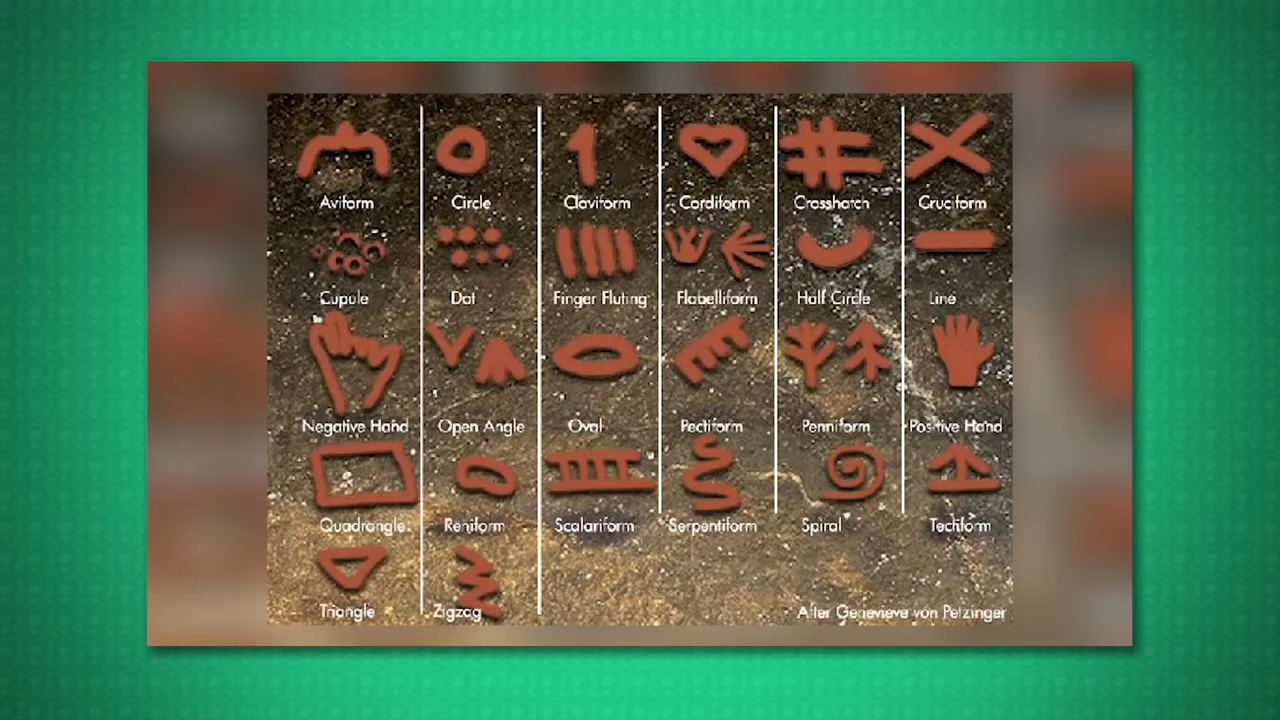 Aviform
Circle
Claviform
Cordiform
Crosshatch
Cruciform
Cupule
Dot
Finger Fluting
Flabelliform
Half Circle
Line
Negative Hand
Open Angle
Oval
Pectiform
Penniform
Positive Hand
Quadrangle
Reniform
Scalariform
Serpentiform
Spiral
Tectiform
Triangle
Zigzag
After Genevieve von Petzinger